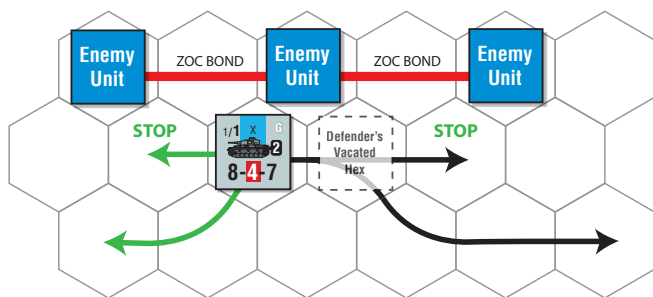 Enemy
Unit
ZOC BOND
Enemy
Unit
ZOC BOND
Enemy
Unit
STOP
1/1 X G
2
8-4-7
Defender's
Vacated
Hex
STOP